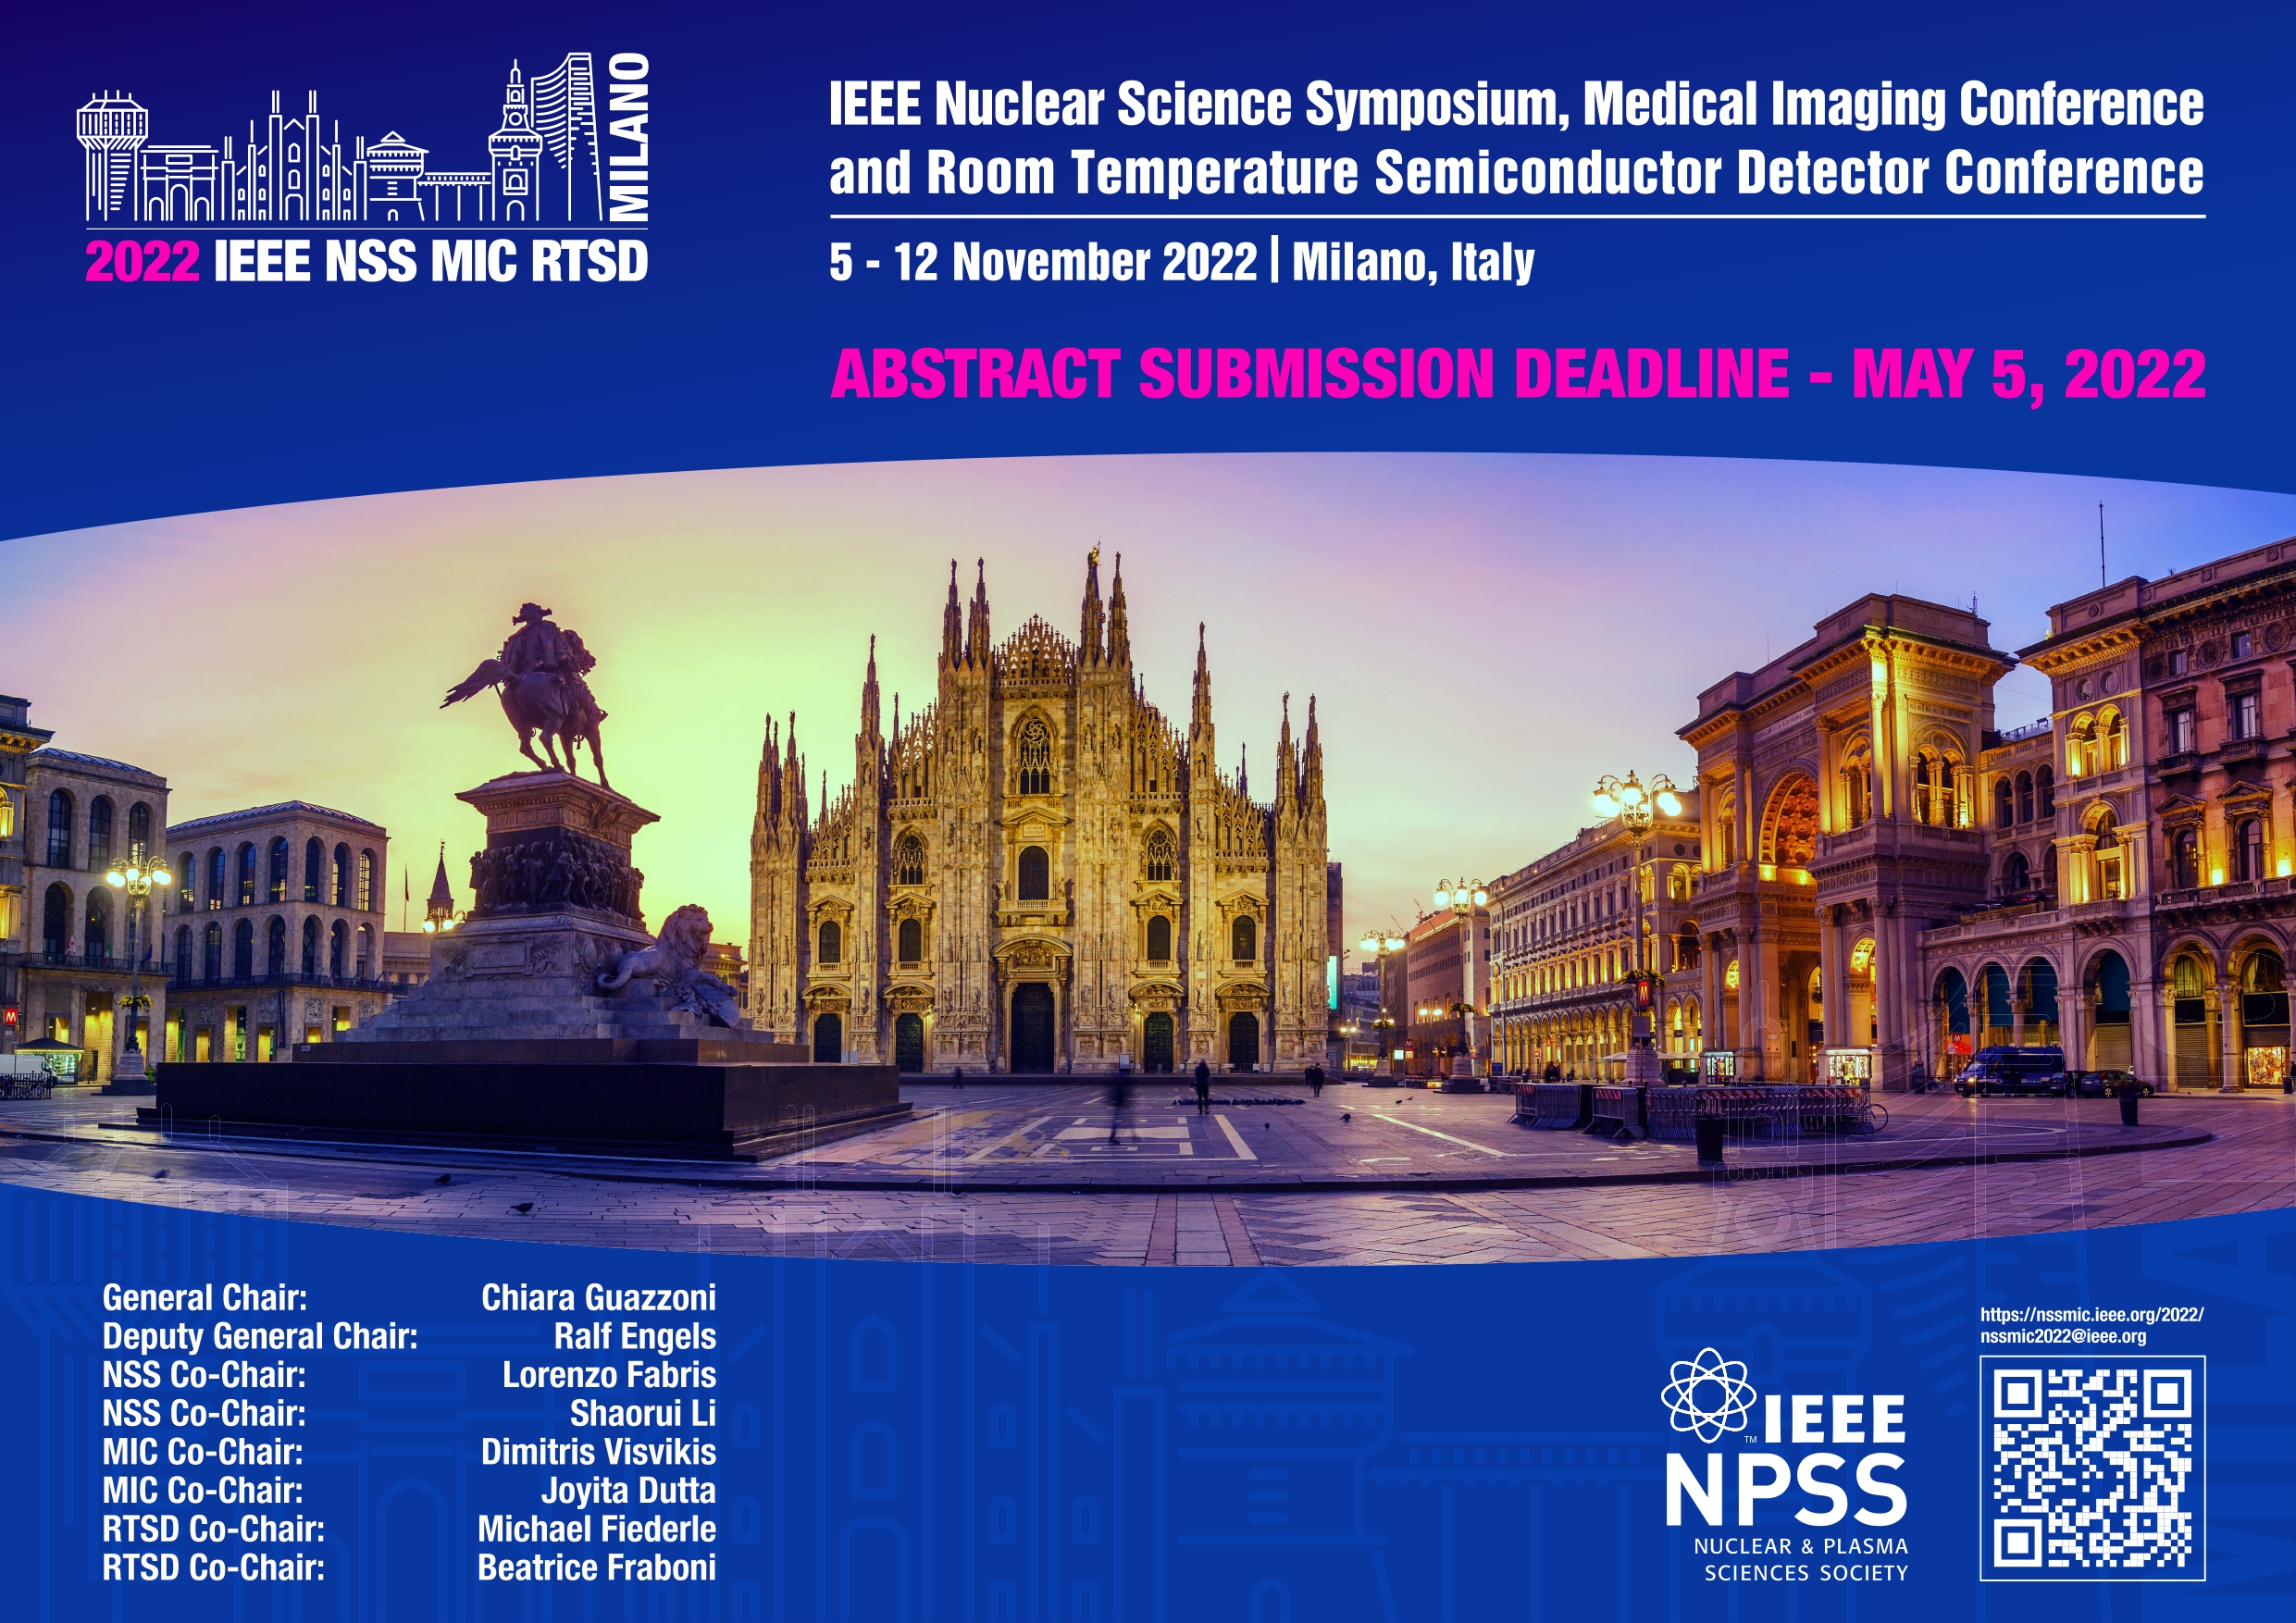 MILANO
2022 IEEE NSS MIC RTSD
IEEE Nuclear Science Symposium, Medical Imaging Conference
and Room Temperature Semiconductor Detector Conference
5 - 12 November 2022 | Milano, Italy
ABSTRACT SUBMISSION DEADLINE - MAY 5, 2022
M
M
M
M
General Chair: Chiara Guazzoni
Deputy General Chair: Ralf Engels
NSS Co-Chair: Lorenzo Fabris
NSS Co-Chair: Shaorui Li
MIC Co-Chair: Dimitris Visvikis
MIC Co-Chair: Joyita Dutta
RTSD Co-Chair: Michael Fiederle
RTSD Co-Chair: Beatrice Fraboni
https://nssmic.ieee.org/2022/
nssmic2022@ieee.org
TM IEEE
NPSS
NUCLEAR & PLASMA
SCIENCES SOCIETY